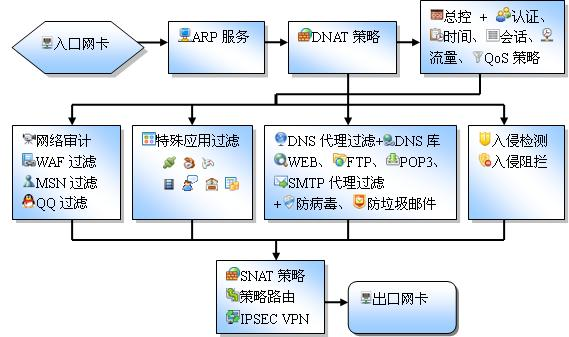 入口网卡
ARP 服务
DNAT 策略
总控 + 认证、
时间、会话、
流量、QoS 策略
网络审计
WAF 过滤
MSN 过滤
QQ 过滤
特殊应用过滤
DNS 代理过滤+DNS 库
WEB、FTP、POP3、
SMTP 代理过滤
+防病毒、防垃圾邮件
入侵检测
入侵阻拦
SNAT 策略
策略路由
IPSEC VPN
出口网卡